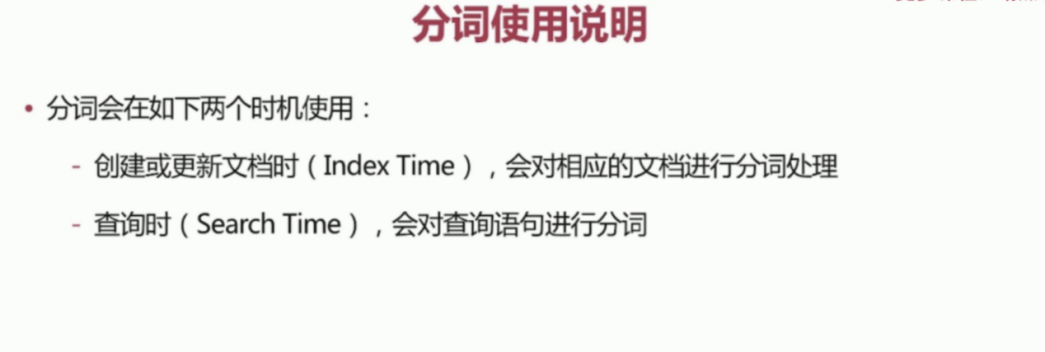 分词使用说明
• 分词会在如下两个时机使用：
- 创建或更新文档时（Index Time），会对相应的文档进行分词处理
- 查询时（Search Time），会对查询语句进行分词